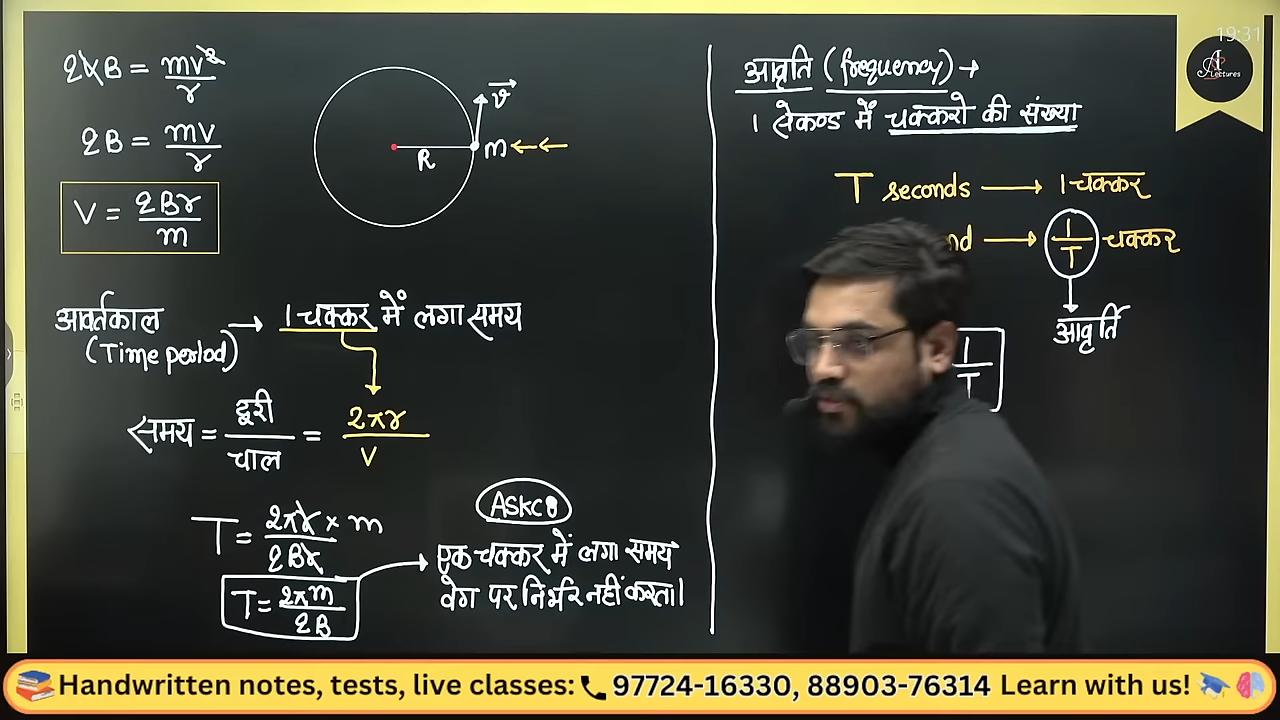 qvB = mv²/r
qB = mv/r
V = qBr/m
v
R
m
आवर्तकाल → 1 चक्कर में लगा समय
(Time period)
समय = दूरी/चाल = 2πr/V
T = 2πr × m/qBr
T = 2πm/qB
एक चक्कर में लगा समय
वेग पर निर्भर नहीं करता।
आवृति (frequency) →
1 सेकण्ड में चक्करो की संख्या
T seconds → 1 चक्कर
nd → 1/T चक्कर
आवृर्ति
1/T
19:31
Lectures
Handwritten notes, tests, live classes: 97724-16330, 88903-76314 Learn with us!